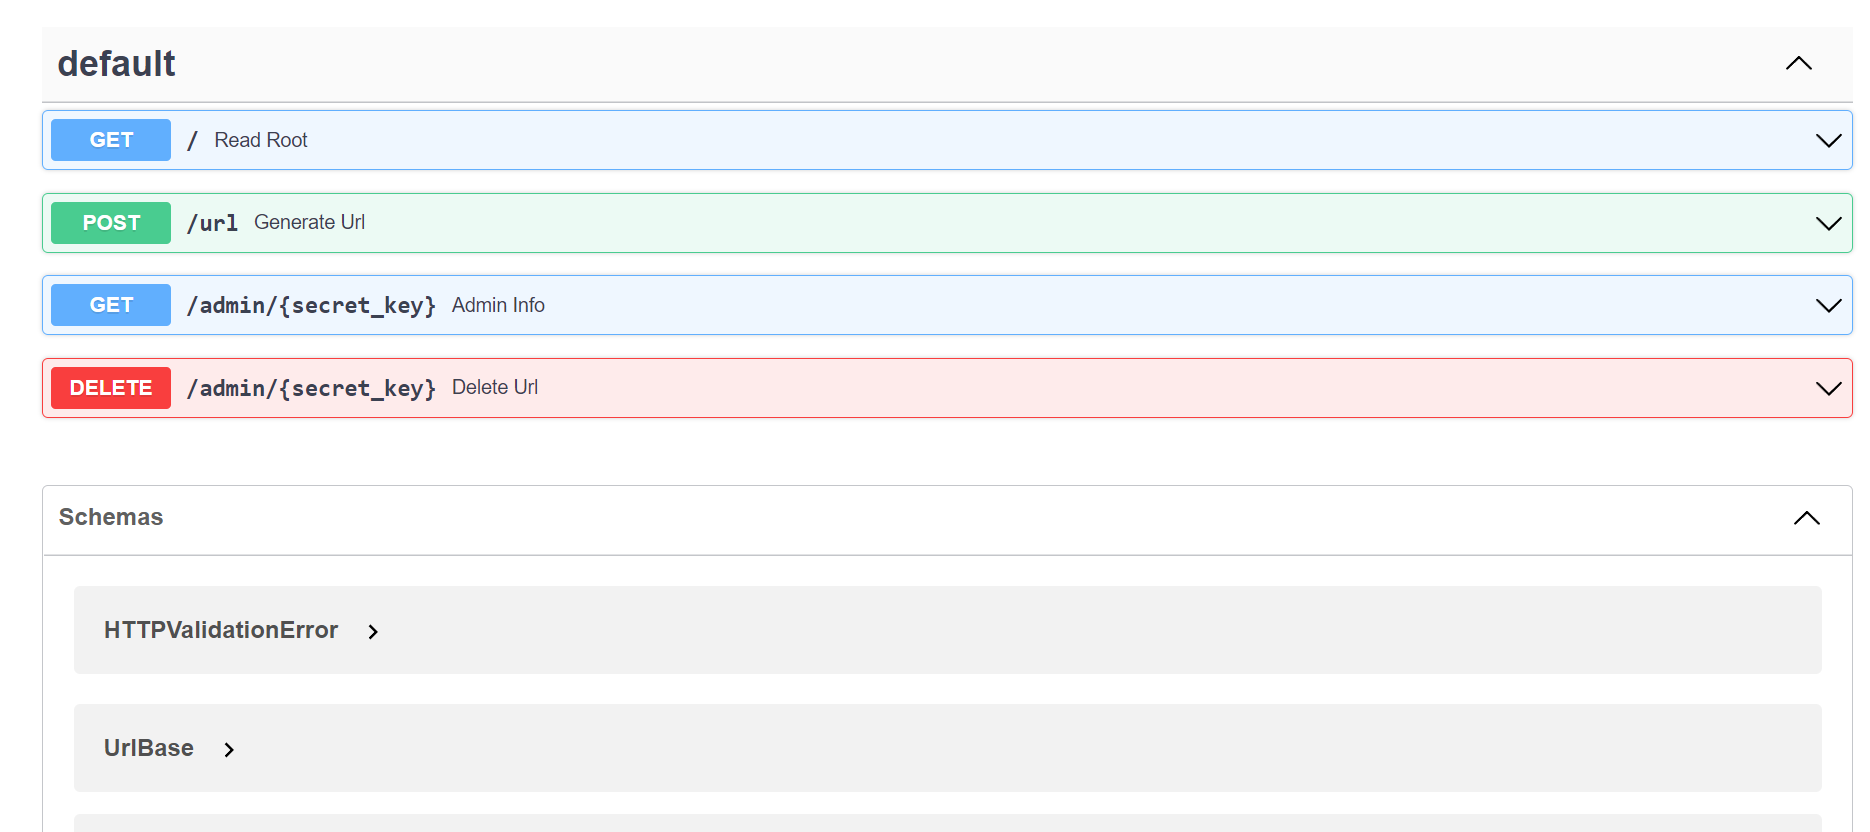 default
GET / Read Root
POST /url Generate Url
GET /admin/{secret_key} Admin Info
DELETE /admin/{secret_key} Delete Url
Schemas
HTTPValidationError
UrlBase